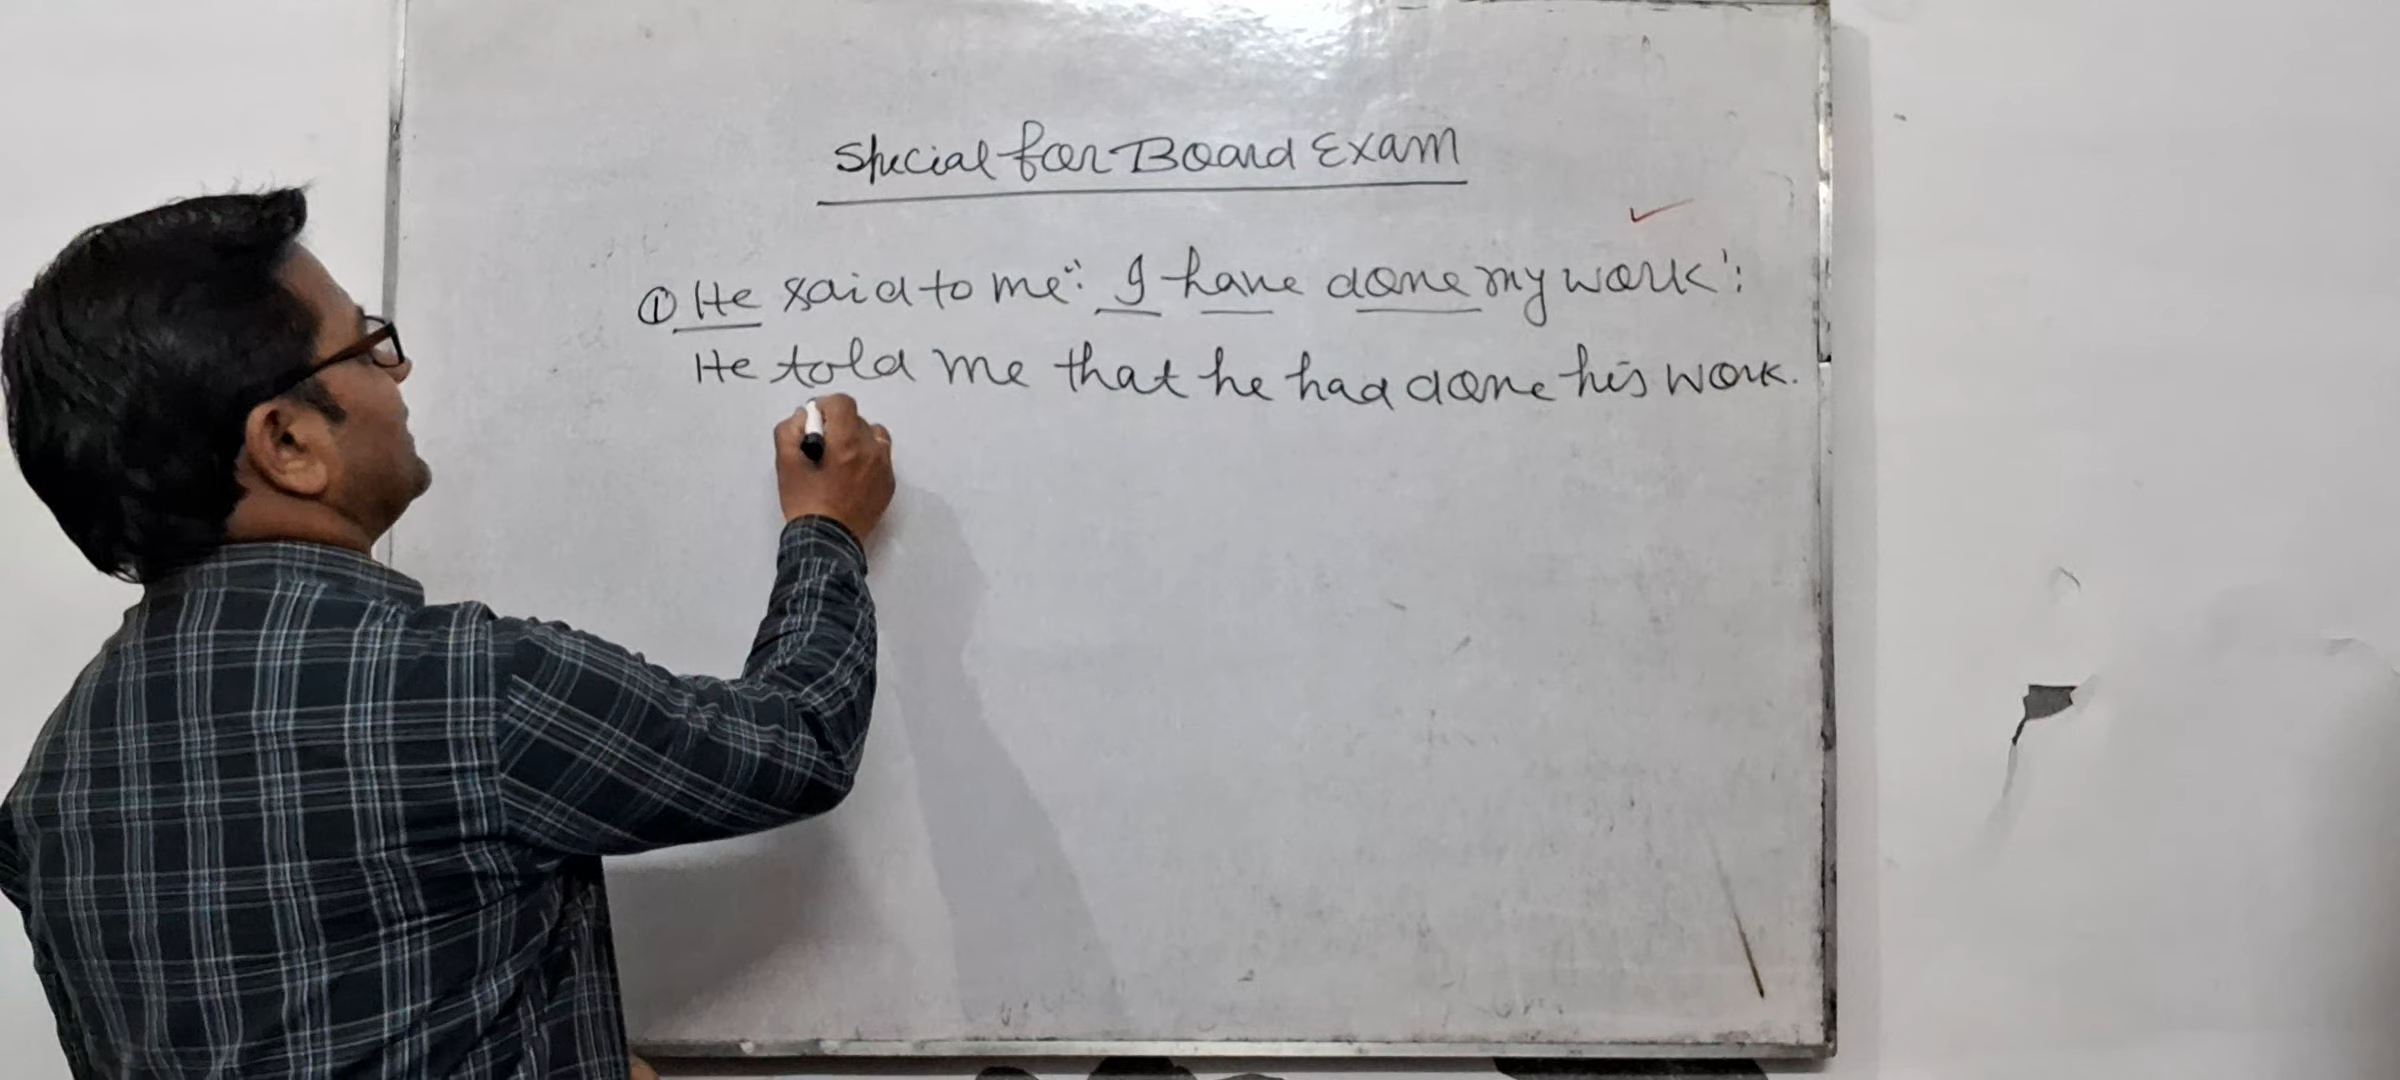 Special for Board Exam
① He said to me:" I have done my work":
He told me that he had done his work.